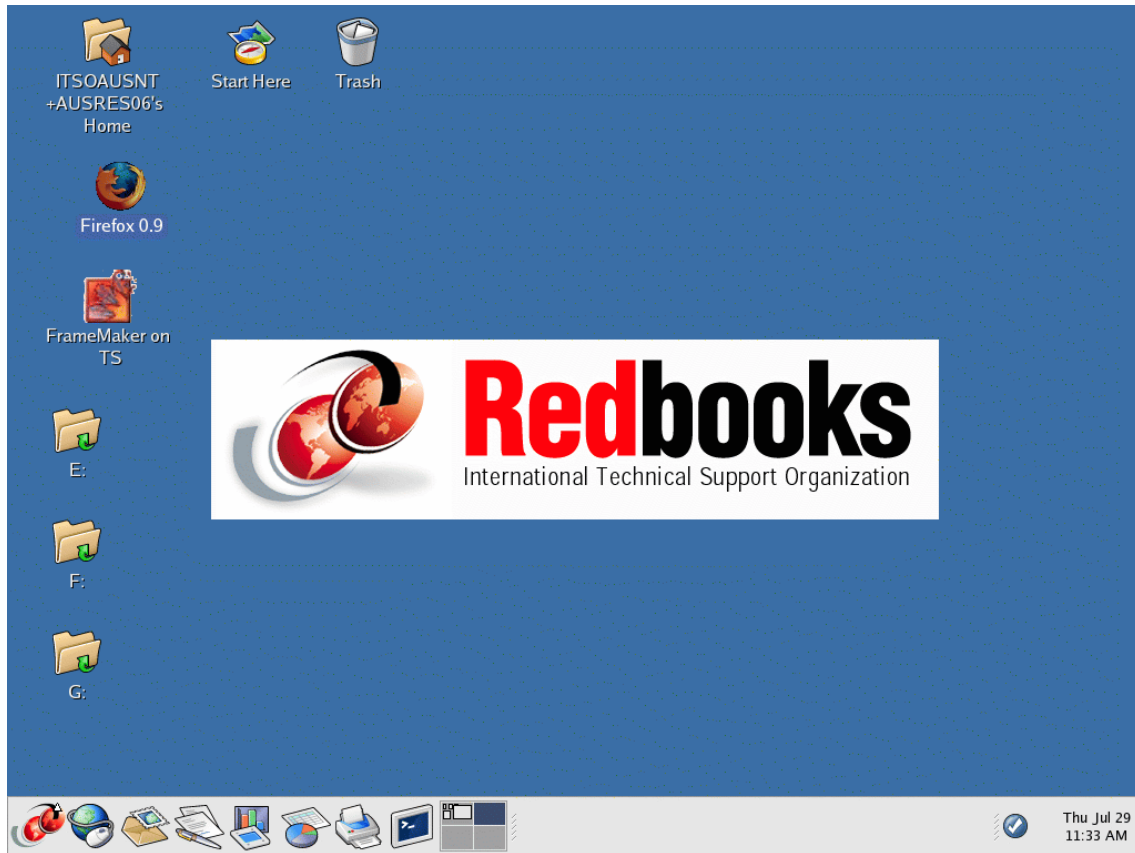 ITSOAUSNT
+AUSRES06's
Home
Start Here
Trash
Firefox 0.9
FrameMaker on
TS
E:
F:
G:
Redbooks
International Technical Support Organization
Thu Jul 29
11:33 AM